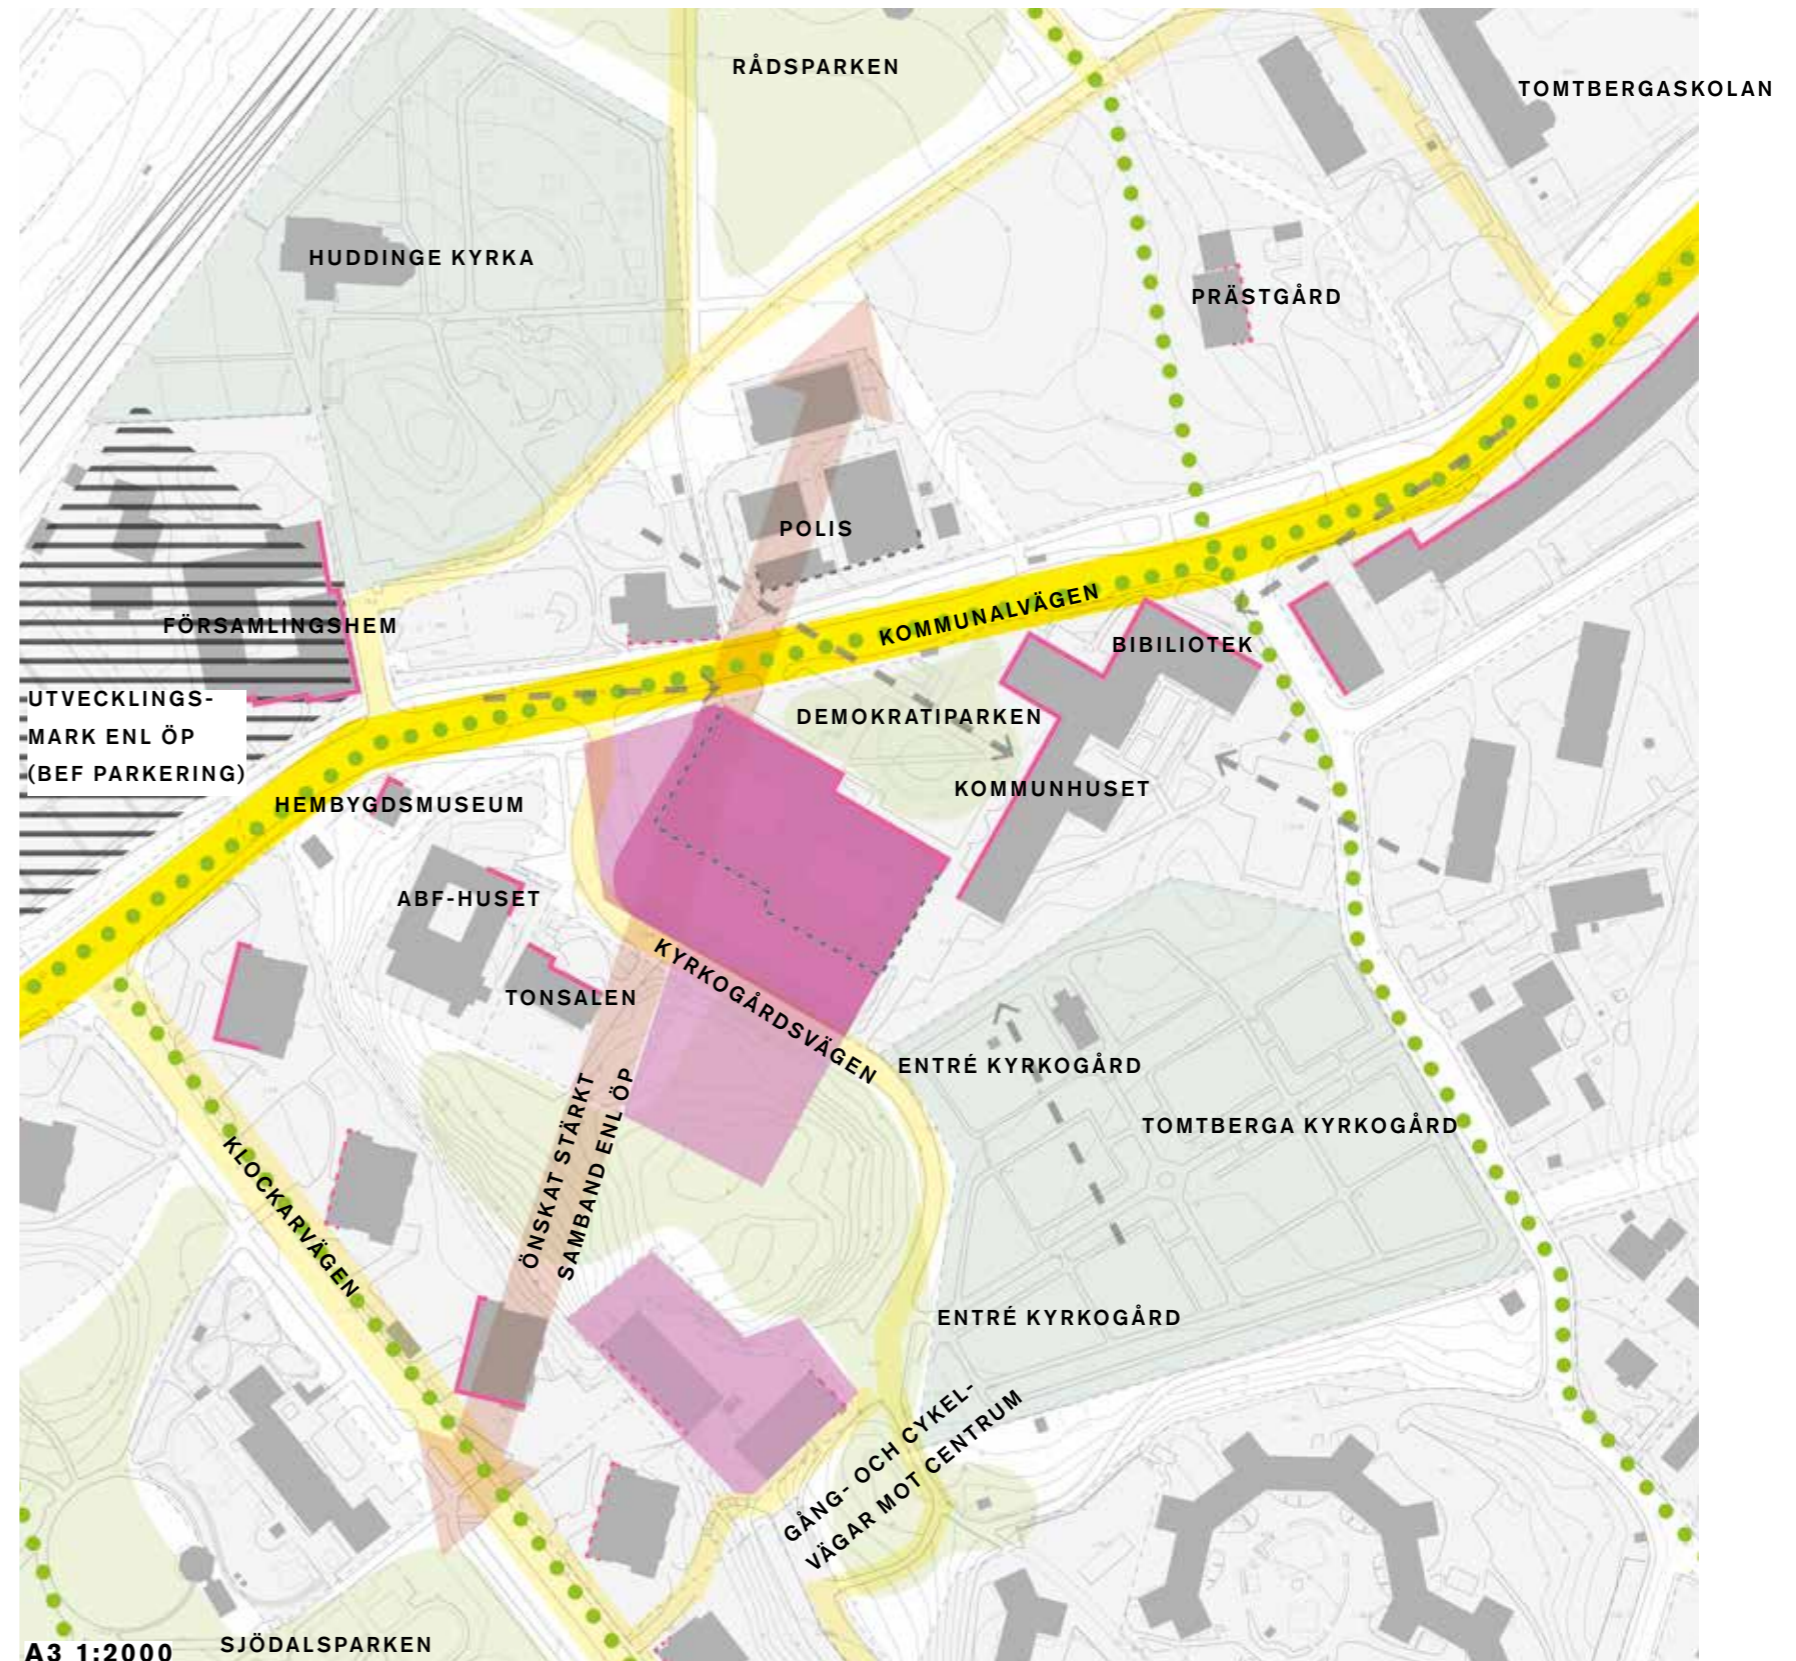 RÅDSPARKEN
TOMTBERGASKOLAN
HUDDINGE KYRKA
PRÄSTGÅRD
POLIS
FÖRSAMLINGSHEM
KOMMUNALVÄGEN
BIBILIOTEK
UTVECKLINGS-
MARK ENL ÖP
(BEF PARKERING)
DEMOKRATIPARKEN
KOMMUNHUSET
HEMBYGDSMUSEUM
ABF-HUSET
TONSALEN
KYRKOGÅRDSVÄGEN
ENTRÉ KYRKOGÅRD
TOMTBERGA KYRKOGÅRD
ÖNSKAT STÄRKT
SAMBAND ENL ÖP
KLOCKARVÄGEN
ENTRÉ KYRKOGÅRD
GÅNG- OCH CYKEL-
VÄGAR MOT CENTRUM
SJÖDALSPARKEN
A3 1:2000